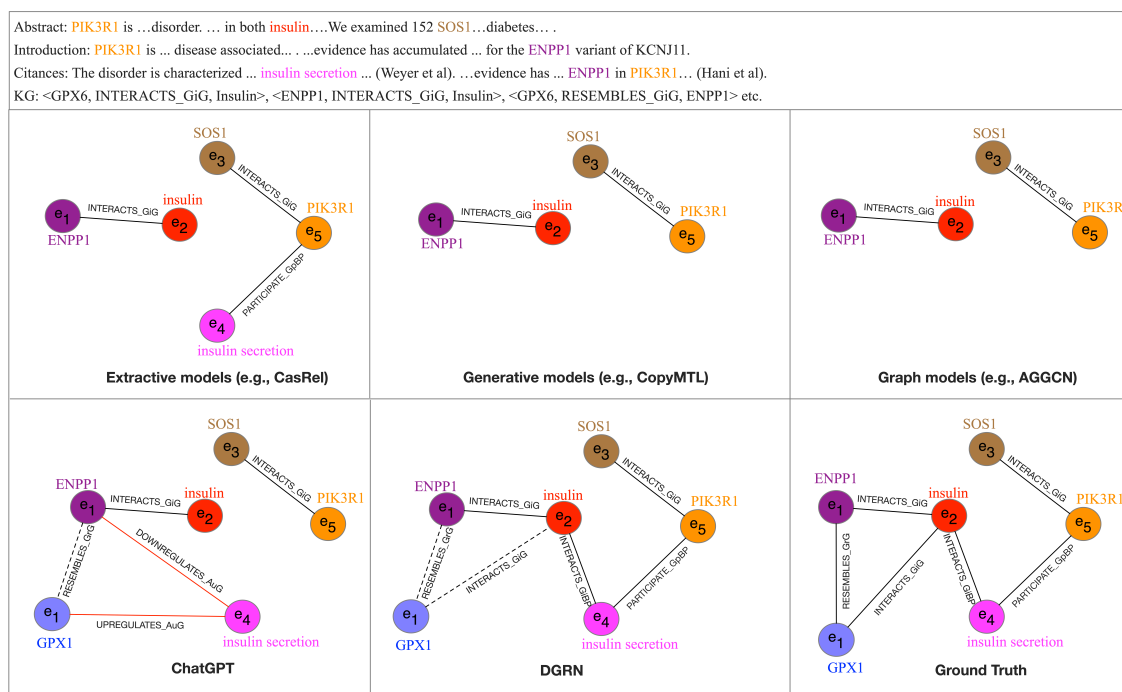 Abstract: PIK3R1 is …disorder. … in both insulin….We examined 152 SOS1…diabetes… .
Introduction: PIK3R1 is ... disease associated... . ...evidence has accumulated ... for the ENPP1 variant of KCNJ11.
Citances: The disorder is characterized ... insulin secretion ... (Weyer et al). …evidence has ... ENPP1 in PIK3R1… (Hani et al).
KG: <GPX6, INTERACTS_GiG, Insulin>, <ENPP1, INTERACTS_GiG, Insulin>, <GPX6, RESEMBLES_GiG, ENPP1> etc.
SOS1
e3
INTERACTS_GiG
insulin
PIK3R1
e1
INTERACTS_GiG
e2
e5
ENPP1
PARTICIPATE_GpBP
e4
insulin secretion
Extractive models (e.g., CasRel)
SOS1
e3
INTERACTS_GiG
insulin
PIK3R1
e1
INTERACTS_GiG
e2
e5
ENPP1
Generative models (e.g., CopyMTL)
SOS1
e3
INTERACTS_GiG
insulin
PIK3R
e1
INTERACTS_GiG
e2
e5
ENPP1
Graph models (e.g., AGGCN)
SOS1
e3
INTERACTS_GiG
ENPP1
insulin
PIK3R1
e1
INTERACTS_GiG
e2
e5
RESEMBLES_GrG
DOWNREGULATES_AuG
e1
UPREGULATES_AuG
e4
GPX1
insulin secretion
ChatGPT
SOS1
e3
INTERACTS_GiG
ENPP1
insulin
PIK3R1
e1
INTERACTS_GiG
e2
e5
RESEMBLES_GrG
INTERACTS_GiG
INTERACTS_GiBP
PARTICIPATE_GpBP
e1
e4
GPX1
insulin secretion
DGRN
SOS1
e3
INTERACTS_GiG
ENPP1
insulin
PIK3R1
e1
INTERACTS_GiG
e2
e5
RESEMBLES_GrG
INTERACTS_GiG
INTERACTS_GiBP
PARTICIPATE_GpBP
e1
e4
GPX1
insulin secretion
Ground Truth